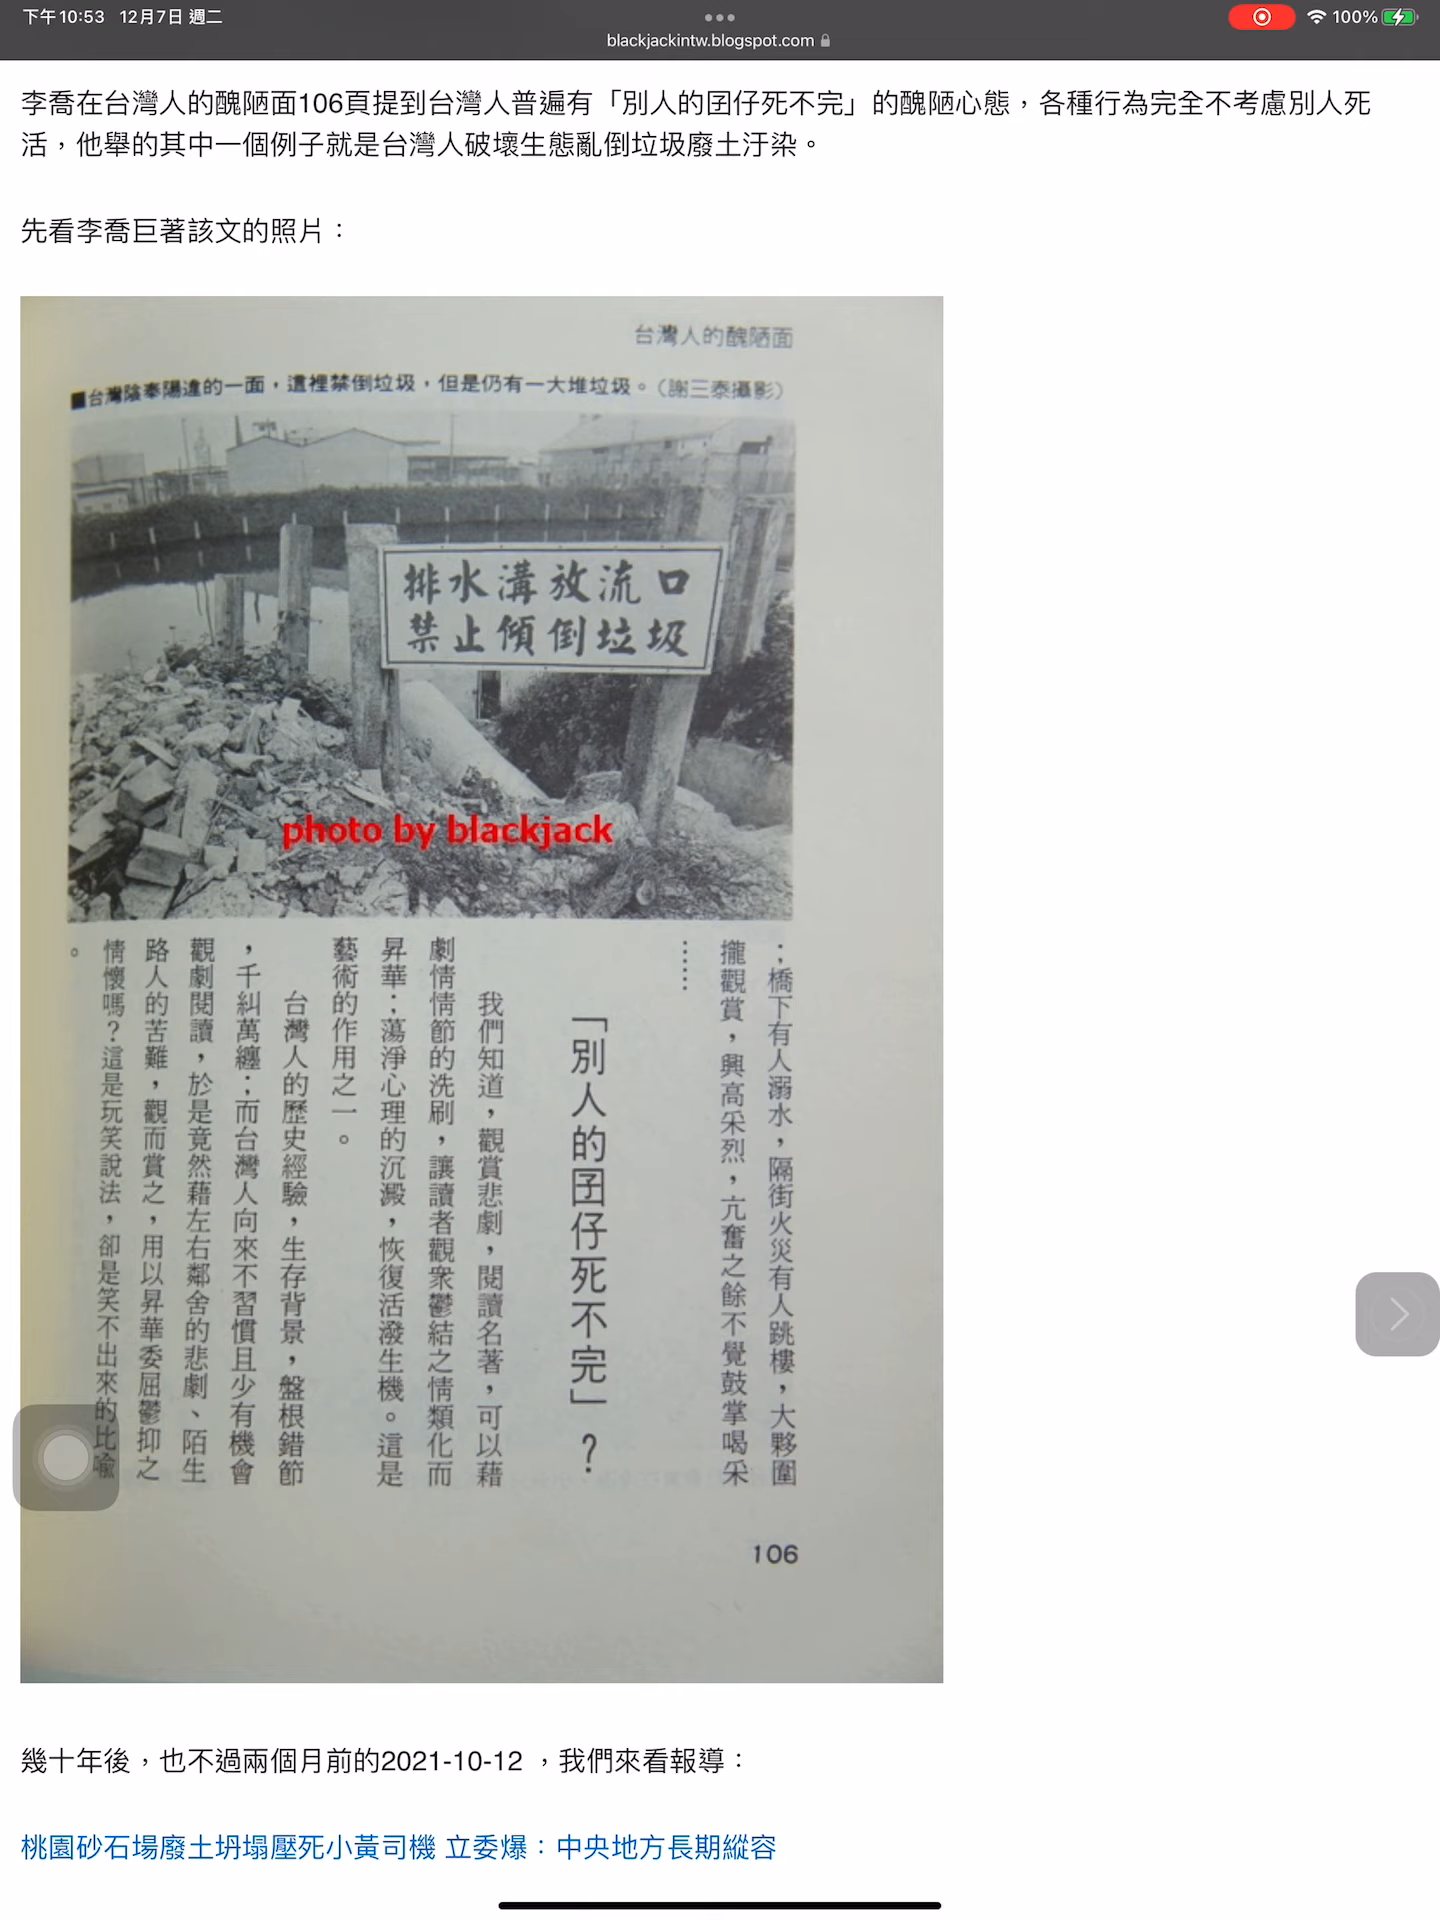 下午10:53 12月7日 週二
blackjackintw.blogspot.com
100%
李喬在台灣人的醜陋面106頁提到台灣人普遍有「別人的囝仔死不完」的醜陋心態，各種行為完全不考慮別人死
活，他舉的其中一個例子就是台灣人破壞生態亂倒垃圾廢土汙染。
先看李喬巨著該文的照片：
台灣人的醜陋面
■台灣陰奉陽違的一面，這裡禁倒垃圾，但是仍有一大堆垃圾。（謝三泰攝影）
排水溝放流口
禁止傾倒垃圾
photo by blackjack
；橋下有人溺水，隔街火災有人跳樓，大夥圍
攏觀賞，興高采烈，亢奮之餘不覺鼓掌喝采
……
「別人的囝仔死不完」？
我們知道，觀賞悲劇，閱讀名著，可以藉
劇情情節的洗刷，讓讀者觀衆鬱結之情類化而
昇華；蕩淨心理的沉澱，恢復活潑生機。這是
藝術的作用之一。
台灣人的歷史經驗，生存背景，盤根錯節
，千糾萬纏；而台灣人向來不習慣且少有機會
觀劇閱讀，於是竟然藉左右鄰舍的悲劇、陌生
路人的苦難，觀而賞之，用以昇華委屈鬱抑之
情懷嗎？這是玩笑說法，卻是笑不出來的比喻
。
106
幾十年後，也不過兩個月前的2021-10-12 ，我們來看報導：
桃園砂石場廢土坍塌壓死小黃司機 立委爆：中央地方長期縱容